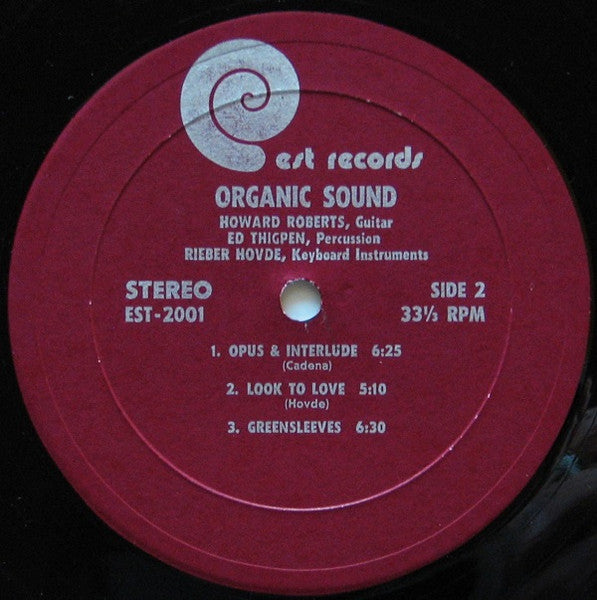 est records
ORGANIC SOUND
HOWARD ROBERTS, Guitar
ED THIGPEN, Percussion
RIEBER HOVDE, Keyboard Instruments
STEREO SIDE 2
EST-2001 33⅓ RPM
1. OPUS & INTERLUDE 6:25
(Cadena)
2. LOOK TO LOVE 5:10
(Hovde)
3. GREENSLEEVES 6:30